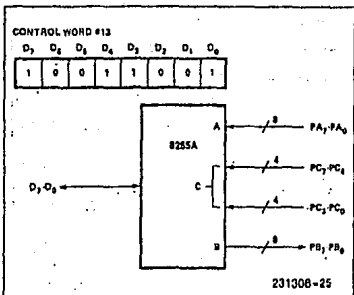 CONTROL WORD #13
D7 D6 D5 D4 D3 D2 D1 D0
1 0 0 1 1 0 0 1
8255A
A 8 PA7-PA0
4 PC7-PC4
D7-D0 C
4 PC3-PC0
B 8 PB7-PB0
231308-25